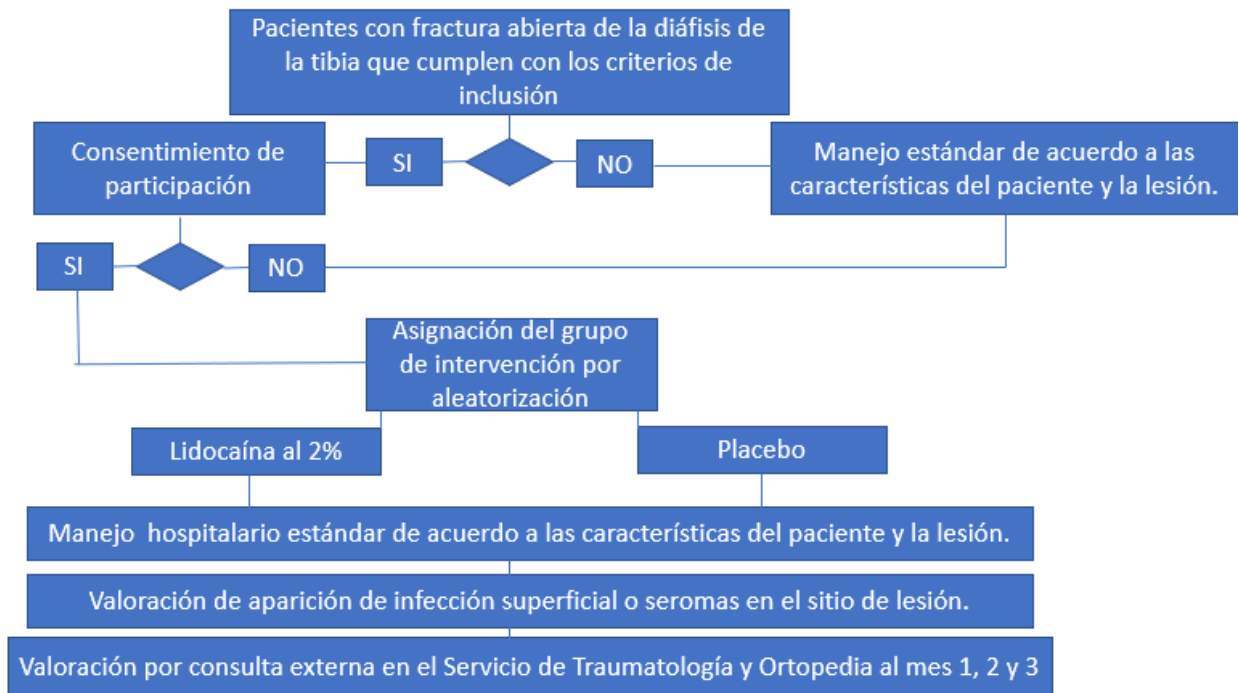 Pacientes con fractura abierta de la diáfisis de
la tibia que cumplen con los criterios de
inclusión
Consentimiento de
participación
SI
NO
Manejo estándar de acuerdo a las
características del paciente y la lesión.
SI
NO
Asignación del grupo
de intervención por
aleatorización
Lidocaína al 2%
Placebo
Manejo  hospitalario estándar de acuerdo a las características del paciente y la lesión.
Valoración de aparición de infección superficial o seromas en el sitio de lesión.
Valoración por consulta externa en el Servicio de Traumatología y Ortopedia al mes 1, 2 y 3